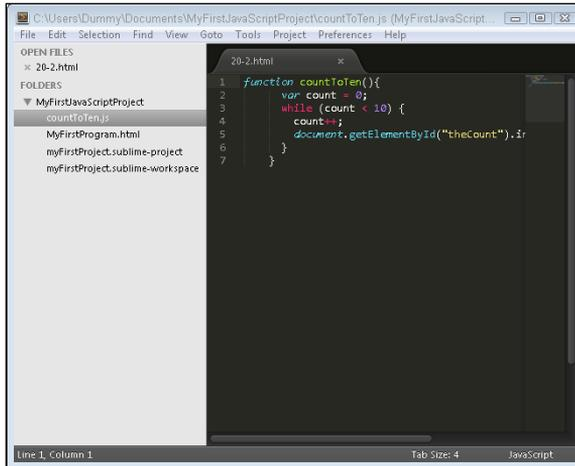 C:\Users\Dummy\Documents\MyFirstJavaScriptProject\countToTen.js (MyFirstJavaScript...
File Edit Selection Find View Goto Tools Project Preferences Help
OPEN FILES
× 20-2.html
FOLDERS
▼ MyFirstJavaScriptProject
countToTen.js
MyFirstProgram.html
myFirstProject.sublime-project
myFirstProject.sublime-workspace
20-2.html ×
1 function countToTen(){
2 var count = 0;
3 while (count < 10) {
4 count++;
5 document.getElementById("theCount").in
6 }
7 }
Line 1, Column 1 Tab Size: 4 JavaScript